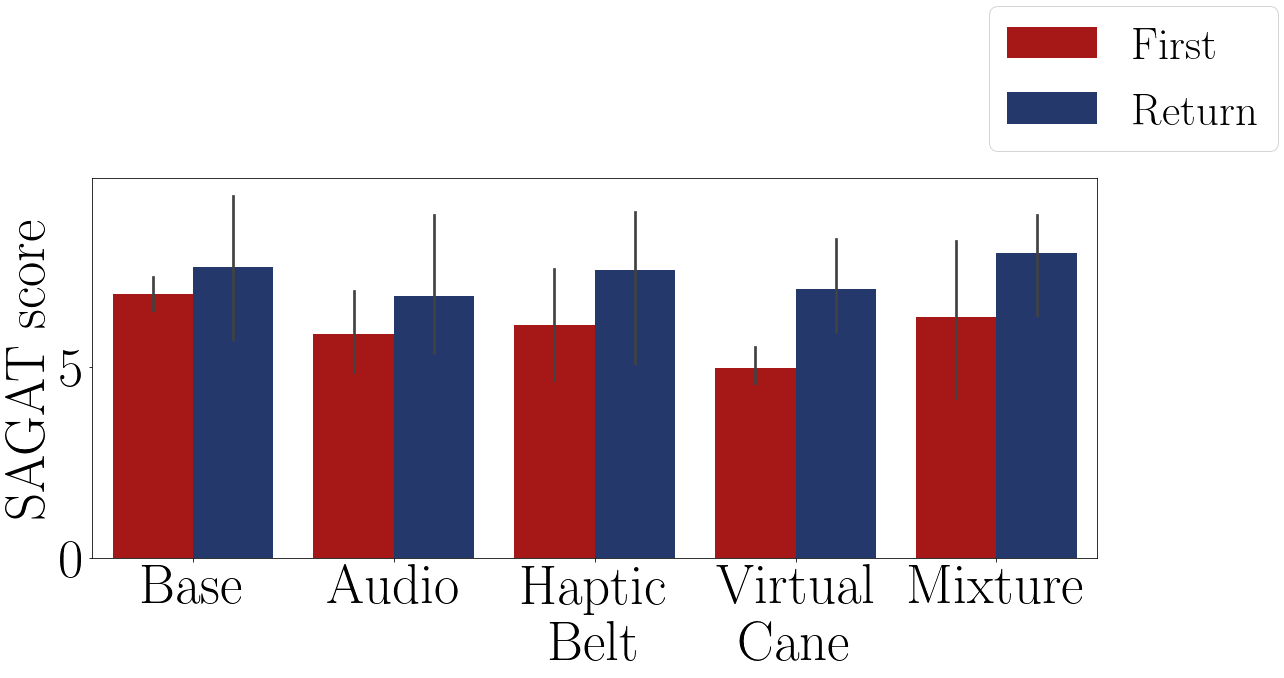 First
Return
SAGAT score
5
0
Base
Audio
Haptic
Belt
Virtual
Cane
Mixture